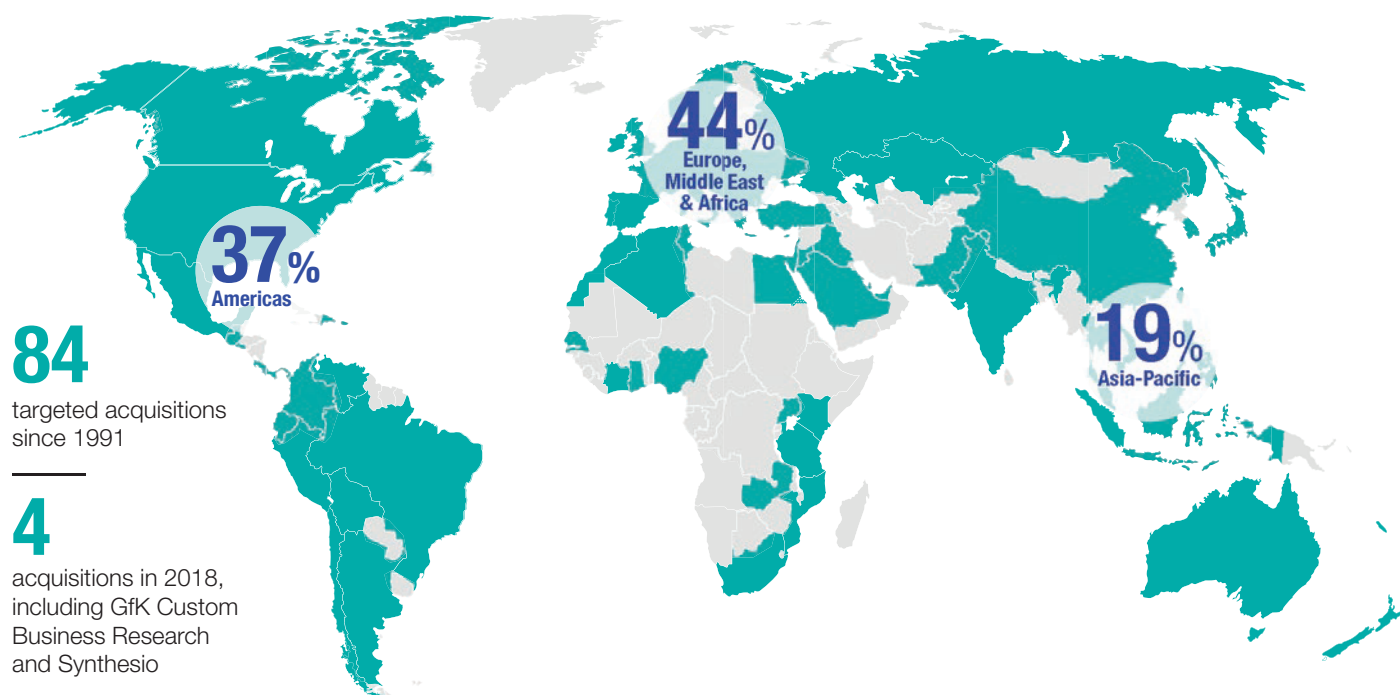 44%
Europe,
Middle East
& Africa
37%
Americas
19%
Asia-Pacific
84
targeted acquisitions
since 1991
4
acquisitions in 2018,
including GfK Custom
Business Research
and Synthesio